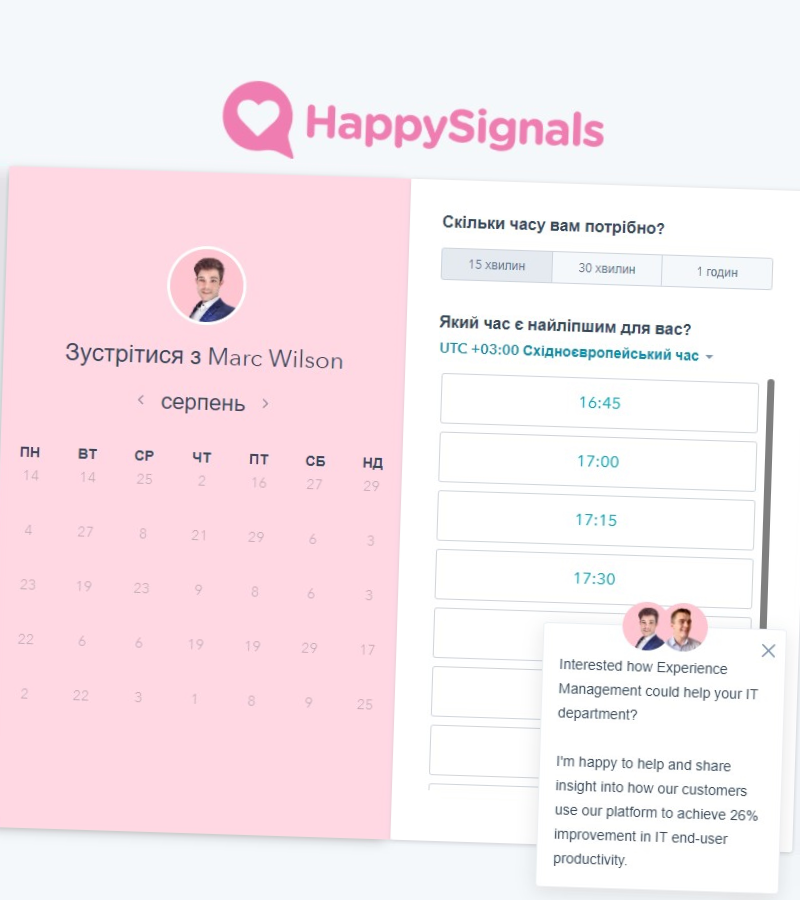 HappySignals
Зустрітися з Marc Wilson
серпень
ПН ВТ СР ЧТ ПТ СБ НД
14 14 25 2 16 27 29
4 27 8 21 29 6 3
23 19 23 9 8 6 3
22 6 6 19 19 29 17
2 22 3 1 8 9 25
Скільки часу вам потрібно?
15 хвилин 30 хвилин 1 годин
Який час є найліпшим для вас?
UTC +03:00 Східноєвропейський час
16:45
17:00
17:15
17:30
Interested how Experience
Management could help your IT
department?
I'm happy to help and share
insight into how our customers
use our platform to achieve 26%
improvement in IT end-user
productivity.